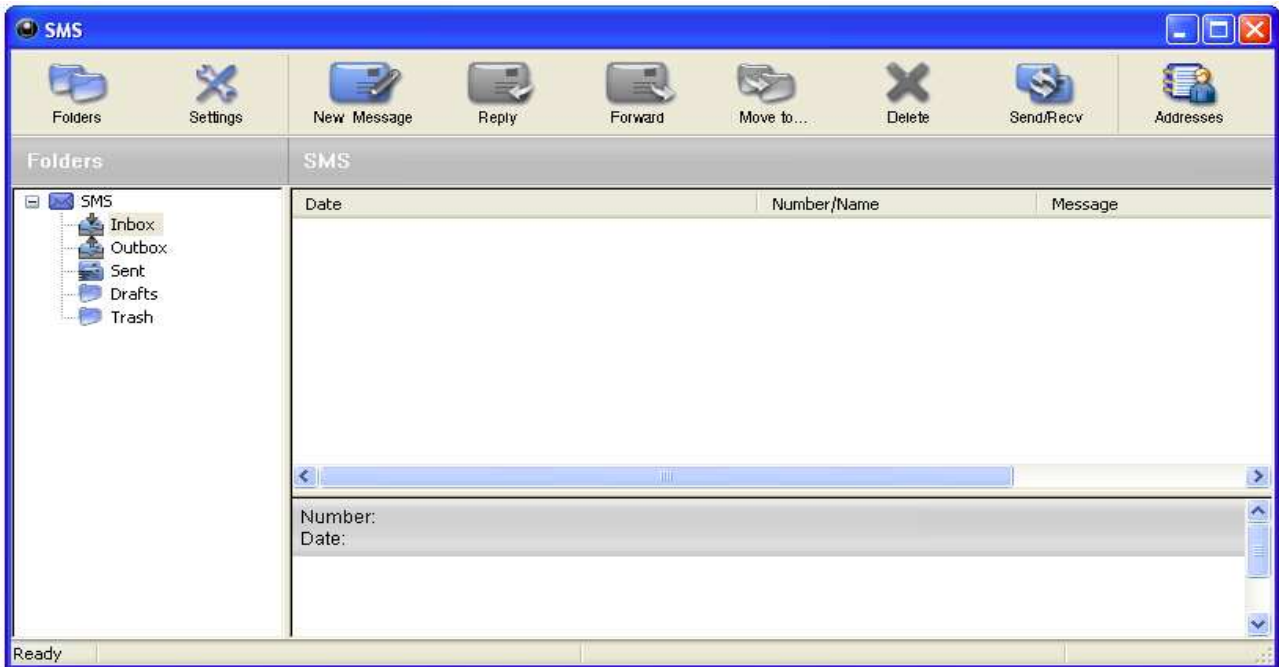 SMS
Folders Settings New Message Reply Forward Move to... Delete Send/Recv Addresses
Folders SMS
SMS
Inbox
Outbox
Sent
Drafts
Trash
Date Number/Name Message
Number:
Date:
Ready